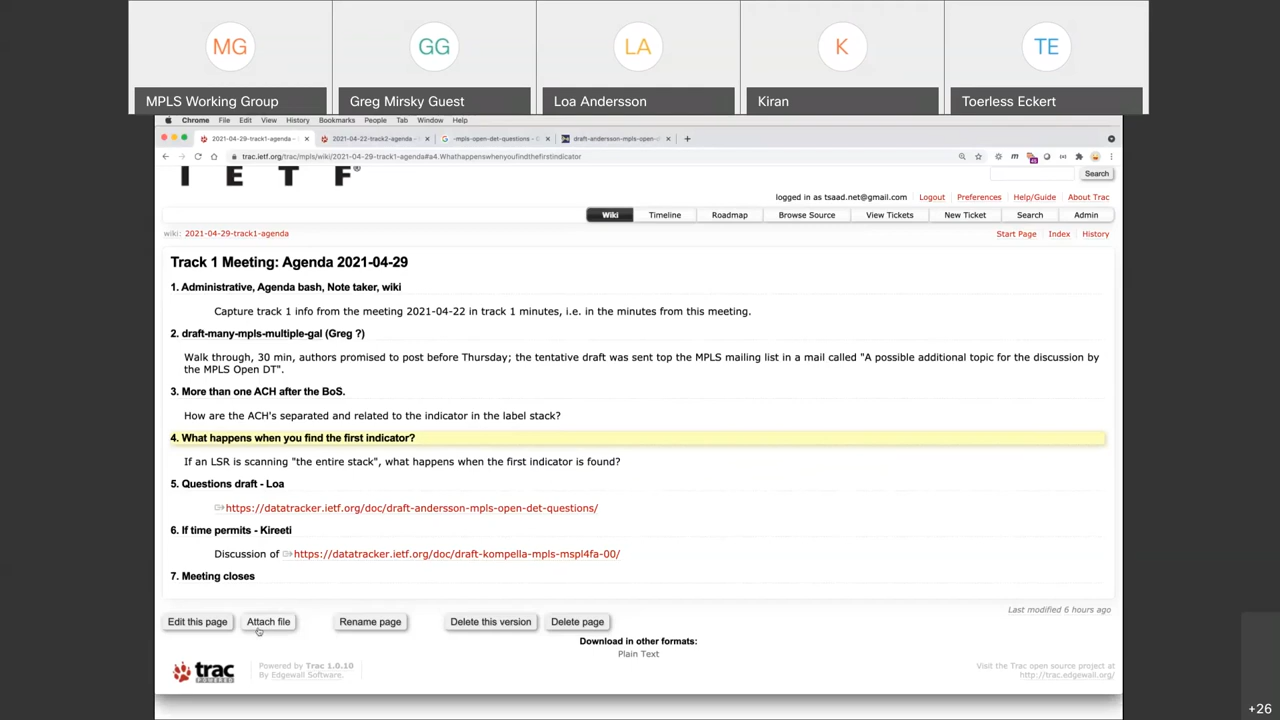 MG
GG
LA
K
TE
MPLS Working Group
Greg Mirsky Guest
Loa Andersson
Kiran
Toerless Eckert
Chrome File Edit View History Bookmarks People Tab Window Help
2021-04-29-track1-agenda -
2021-04-22-track2-agenda -
-mpls-open-det-questions -
draft-andersson-mpls-open-
trac.ietf.org/trac/mpls/wiki/2021-04-29-track1-agenda#a4.Whathappenswhenyoufindthefirstindicator
I E T F®
Search
logged in as tsaad.net@gmail.com Logout Preferences Help/Guide About Trac
Wiki Timeline Roadmap Browse Source View Tickets New Ticket Search Admin
wiki: 2021-04-29-track1-agenda
Start Page Index History
Track 1 Meeting: Agenda 2021-04-29
1. Administrative, Agenda bash, Note taker, wiki
Capture track 1 info from the meeting 2021-04-22 in track 1 minutes, i.e. in the minutes from this meeting.
2. draft-many-mpls-multiple-gal (Greg ?)
Walk through, 30 min, authors promised to post before Thursday; the tentative draft was sent top the MPLS mailing list in a mail called "A possible additional topic for the discussion by
the MPLS Open DT".
3. More than one ACH after the BoS.
How are the ACH's separated and related to the indicator in the label stack?
4. What happens when you find the first indicator?
If an LSR is scanning "the entire stack", what happens when the first indicator is found?
5. Questions draft - Loa
https://datatracker.ietf.org/doc/draft-andersson-mpls-open-det-questions/
6. If time permits - Kireeti
Discussion of https://datatracker.ietf.org/doc/draft-kompella-mpls-mspl4fa-00/
7. Meeting closes
Last modified 6 hours ago
Edit this page Attach file Rename page Delete this version Delete page
Download in other formats:
Plain Text
trac POWERED
Powered by Trac 1.0.10
By Edgewall Software.
Visit the Trac open source project at
http://trac.edgewall.org/
+26